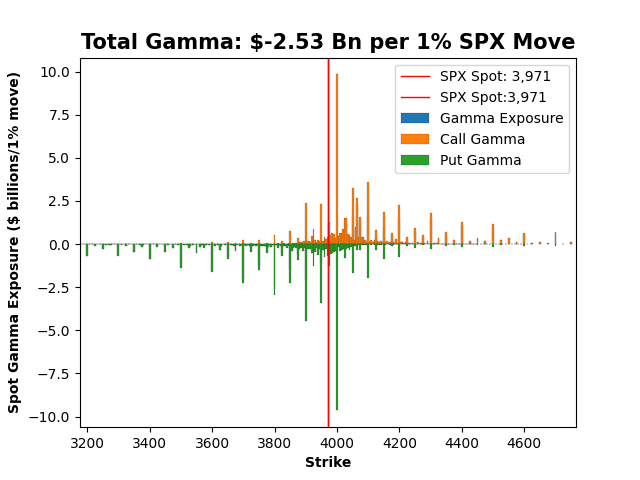 Total Gamma: $-2.53 Bn per 1% SPX Move
Spot Gamma Exposure ($ billions/1% move)
10.0
7.5
5.0
2.5
0.0
−2.5
−5.0
−7.5
−10.0
SPX Spot: 3,971
SPX Spot:3,971
Gamma Exposure
Call Gamma
Put Gamma
3200 3400 3600 3800 4000 4200 4400 4600
Strike